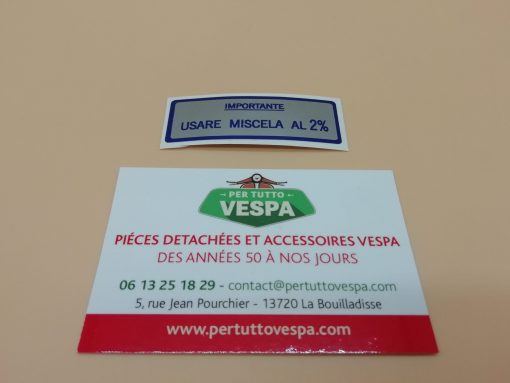 IMPORTANTE
USARE MISCELA AL 2%
PER TUTTO
VESPA
PIÉCES DETACHÉES ET ACCESSOIRES VESPA
DES ANNÉES 50 À NOS JOURS
06 13 25 18 29 - contact@pertuttovespa.com
5, rue Jean Pourchier - 13720 La Bouilladisse
www.pertuttovespa.com